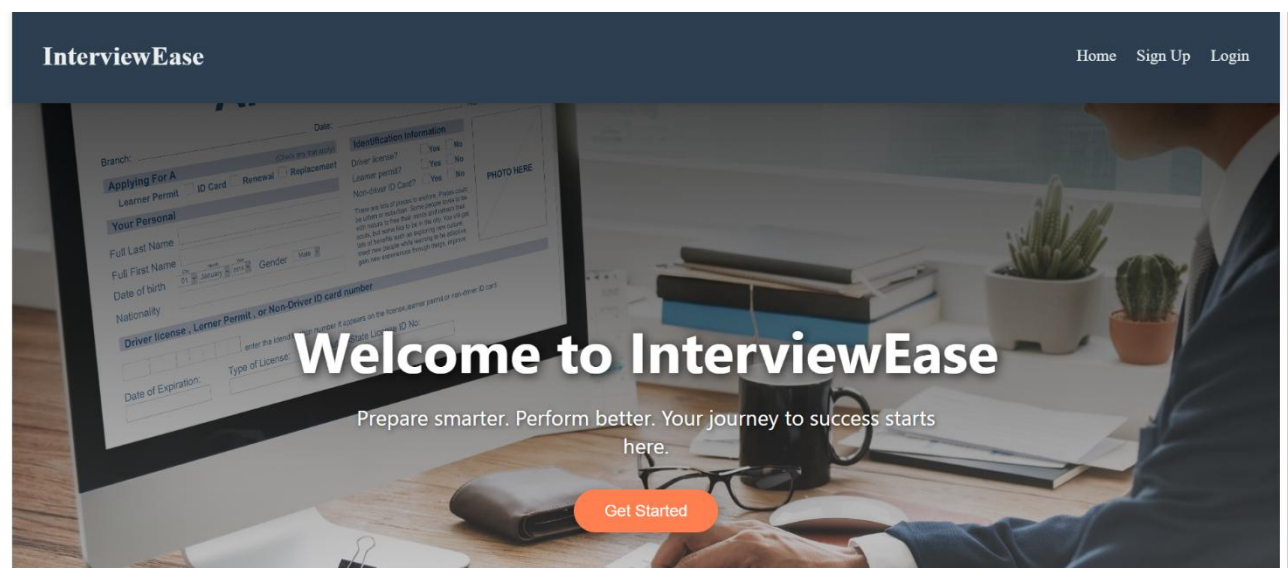 InterviewEase
Home Sign Up Login
Date:
Branch:
Identification Information
Applying For A
Driver license? Yes No
Learner Permit ID Card Renewal Replacement
Learner permit? Yes No
Non-driver ID Card? Yes No
PHOTO HERE
Your Personal
Full Last Name
Full First Name
Date of birth
Gender
Nationality
Driver license , Lerner Permit , or Non-Driver ID card number
Type of License:
State License ID No:
Date of Expiration:
Welcome to InterviewEase
Prepare smarter. Perform better. Your journey to success starts
here.
Get Started